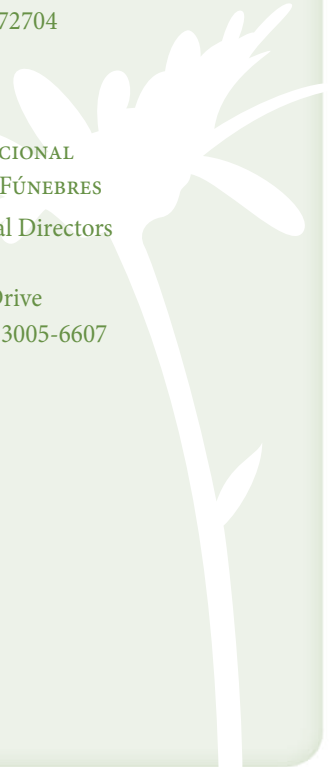 72704
CIONAL
FÚNEBRES
al Directors
Drive
3005-6607